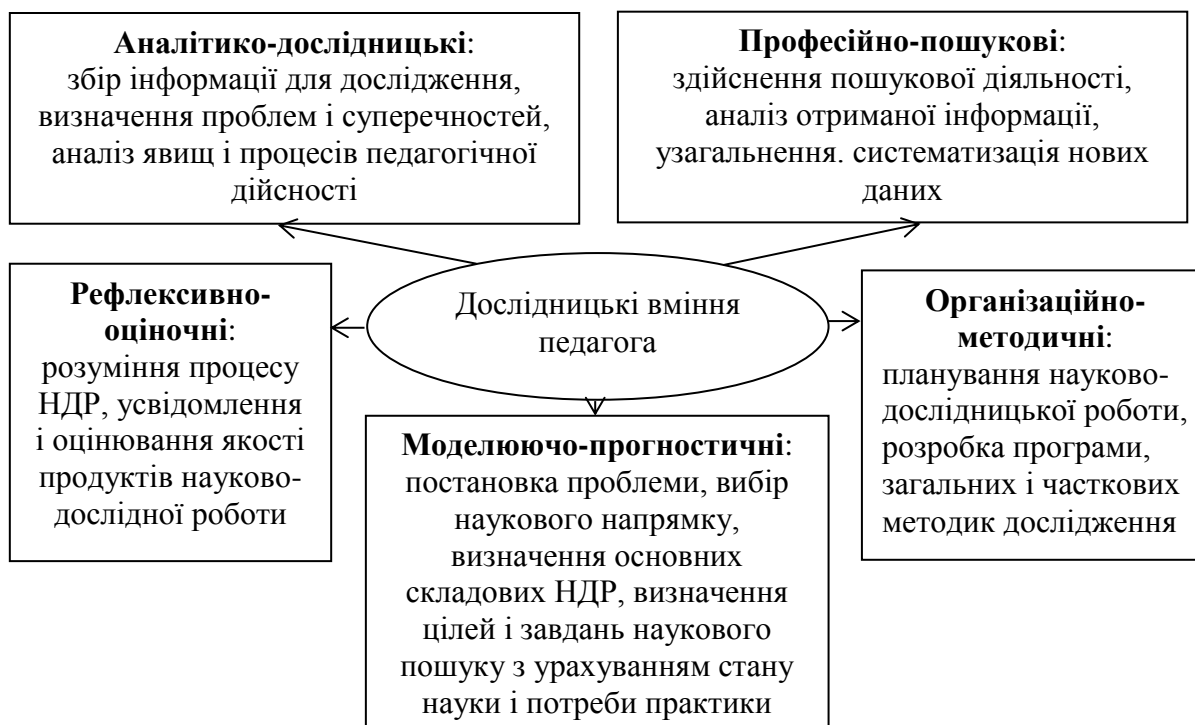 Аналітико-дослідницькі:
збір інформації для дослідження,
визначення проблем і суперечностей,
аналіз явищ і процесів педагогічної
дійсності
Професійно-пошукові:
здійснення пошукової діяльності,
аналіз отриманої інформації,
узагальнення. систематизація нових
даних
Рефлексивно-
оціночні:
розуміння процесу
НДР, усвідомлення
і оцінювання якості
продуктів науково-
дослідної роботи
Дослідницькі вміння
педагога
Організаційно-
методичні:
планування науково-
дослідницької роботи,
розробка програми,
загальних і часткових
методик дослідження
Моделюючо-прогностичні:
постановка проблеми, вибір
наукового напрямку,
визначення основних
складових НДР, визначення
цілей і завдань наукового
пошуку з урахуванням стану
науки і потреби практики